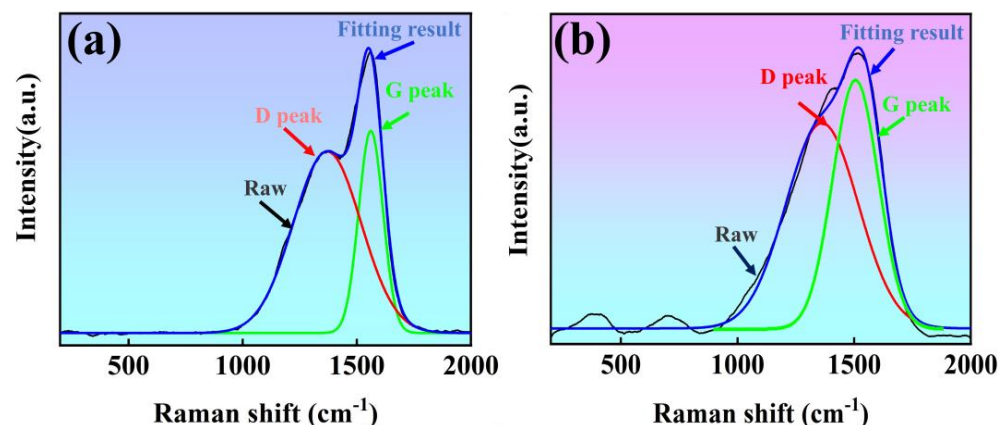 (a)
Fitting result
G peak
D peak
Raw
Intensity(a.u.)
500
1000
1500
2000
Raman shift (cm⁻¹)
(b)
Fitting result
D peak
G peak
Raw
Intensity(a.u.)
500
1000
1500
2000
Raman shift (cm⁻¹)